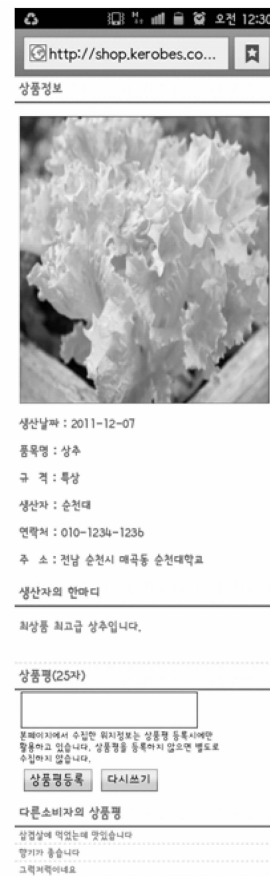 오전 12:30
http://shop.kerobes.co...
상품정보
생산날짜 : 2011-12-07
품목명 : 상추
규 격 : 특상
생산자 : 순천대
연락처 : 010-1234-1236
주 소 : 전남 순천시 매곡동 순천대학교
생산자의 한마디
최상품 최고급 상추입니다.
상품평(25자)
본페이지에서 수집한 위치정보는 상품평 등록시에만
활용하고 있습니다. 상품평을 등록하지 않으면 별도로
수집하지 않습니다.
상품평등록 다시쓰기
다른소비자의 상품평
삼겹살에 먹었는데 맛있습니다
향기가 좋습니다
그럭저럭이네요